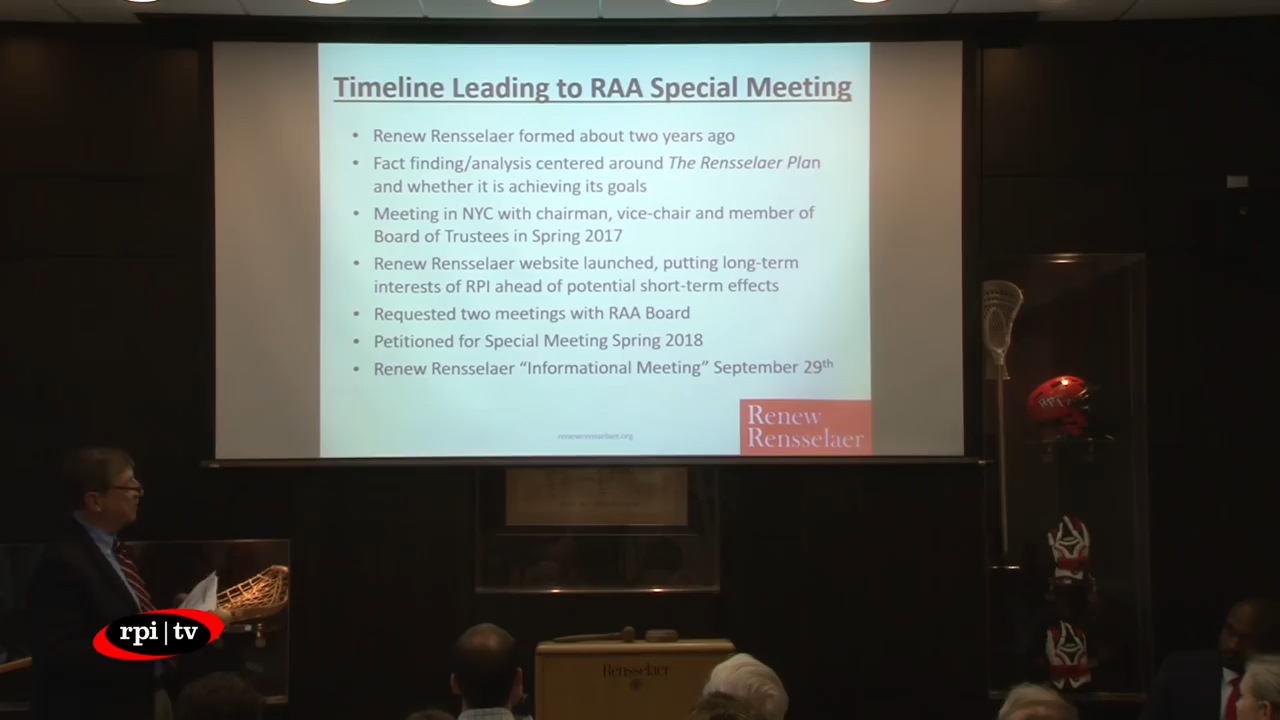 Timeline Leading to RAA Special Meeting
• Renew Rensselaer formed about two years ago
• Fact finding/analysis centered around The Rensselaer Plan
and whether it is achieving its goals
• Meeting in NYC with chairman, vice-chair and member of
Board of Trustees in Spring 2017
• Renew Rensselaer website launched, putting long-term
interests of RPI ahead of potential short-term effects
• Requested two meetings with RAA Board
• Petitioned for Special Meeting Spring 2018
• Renew Rensselaer “Informational Meeting” September 29th
renewrensselaer.org
Renew
Rensselaer
RPI
rpi|tv
Rensselaer